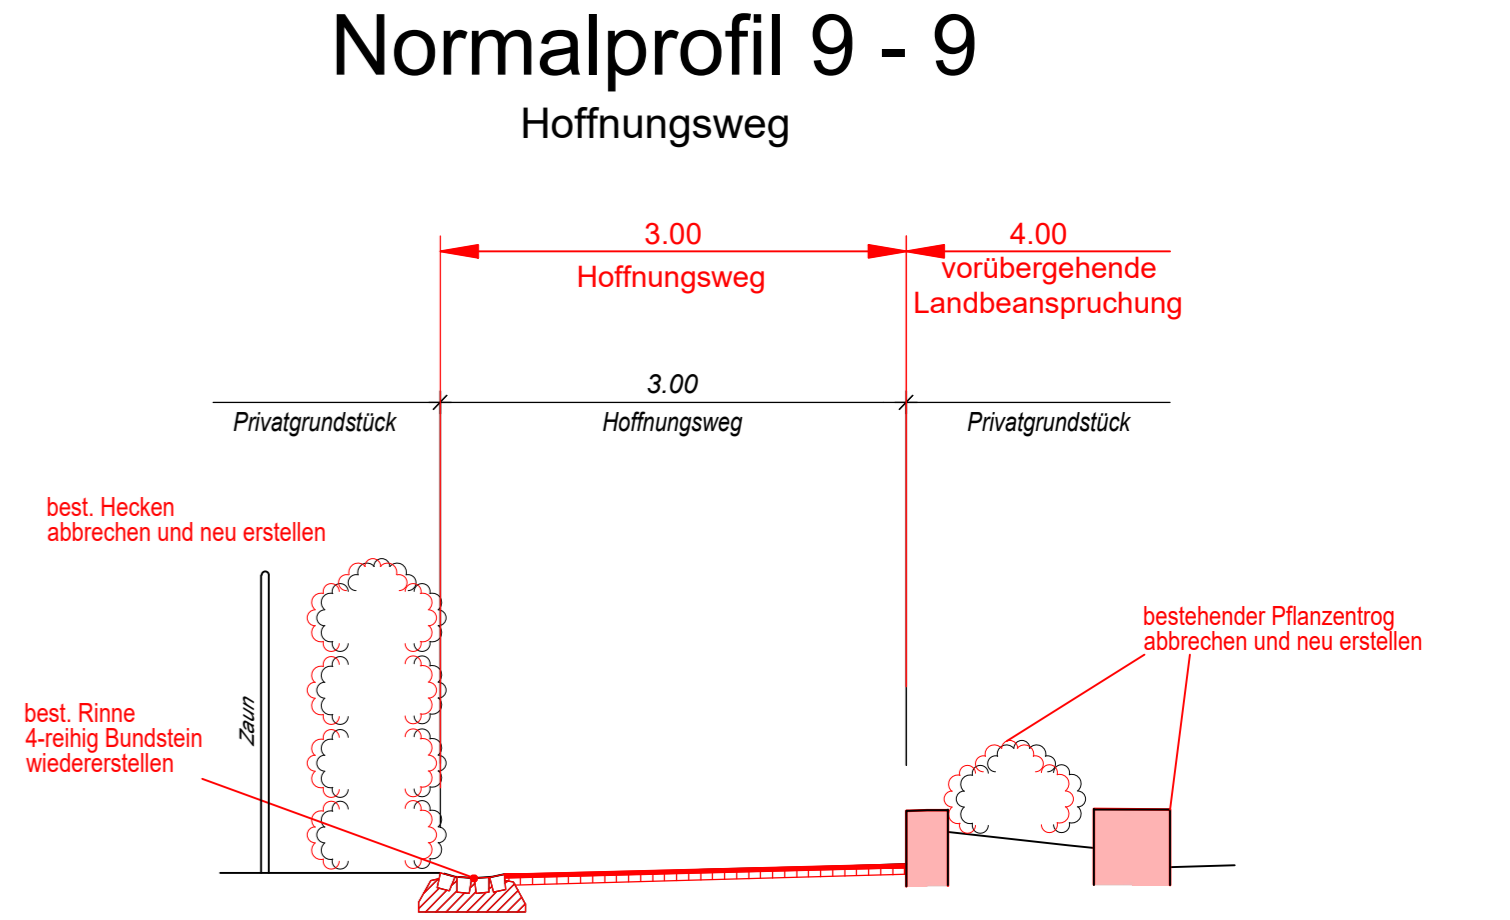 Normalprofil 9 - 9
Hoffnungsweg
3.00
4.00
Hoffnungsweg
vorübergehende
Landbeanspruchung
3.00
Privatgrundstück
Hoffnungsweg
Privatgrundstück
best. Hecken
abbrechen und neu erstellen
bestehender Pflanzentrog
abbrechen und neu erstellen
Zaun
best. Rinne
4-reihig Bundstein
wiedererstellen